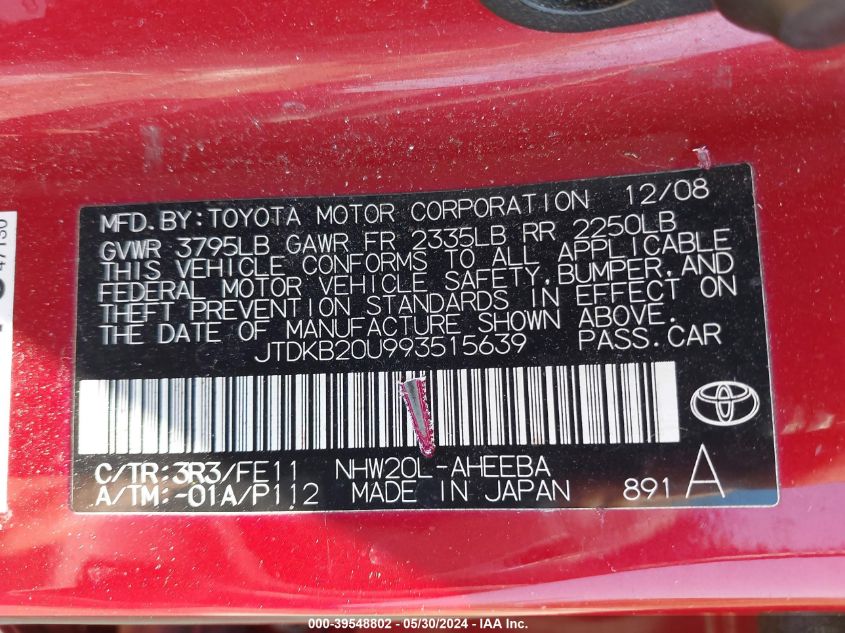 MFD. BY: TOYOTA MOTOR CORPORATION 12/08
GVWR 3795LB GAWR FR 2335LB RR 2250LB
THIS VEHICLE CONFORMS TO ALL APPLICABLE
FEDERAL MOTOR VEHICLE SAFETY, BUMPER, AND
THEFT PREVENTION STANDARDS IN EFFECT ON
THE DATE OF MANUFACTURE SHOWN ABOVE.
JTDKB20U993515639 PASS. CAR
C/TR: 3R3/FE11 NHW20L-AHEEBA
A/TM: -01A/P112 MADE IN JAPAN 891 A
47130
000-39548802 - 05/30/2024 - IAA Inc.